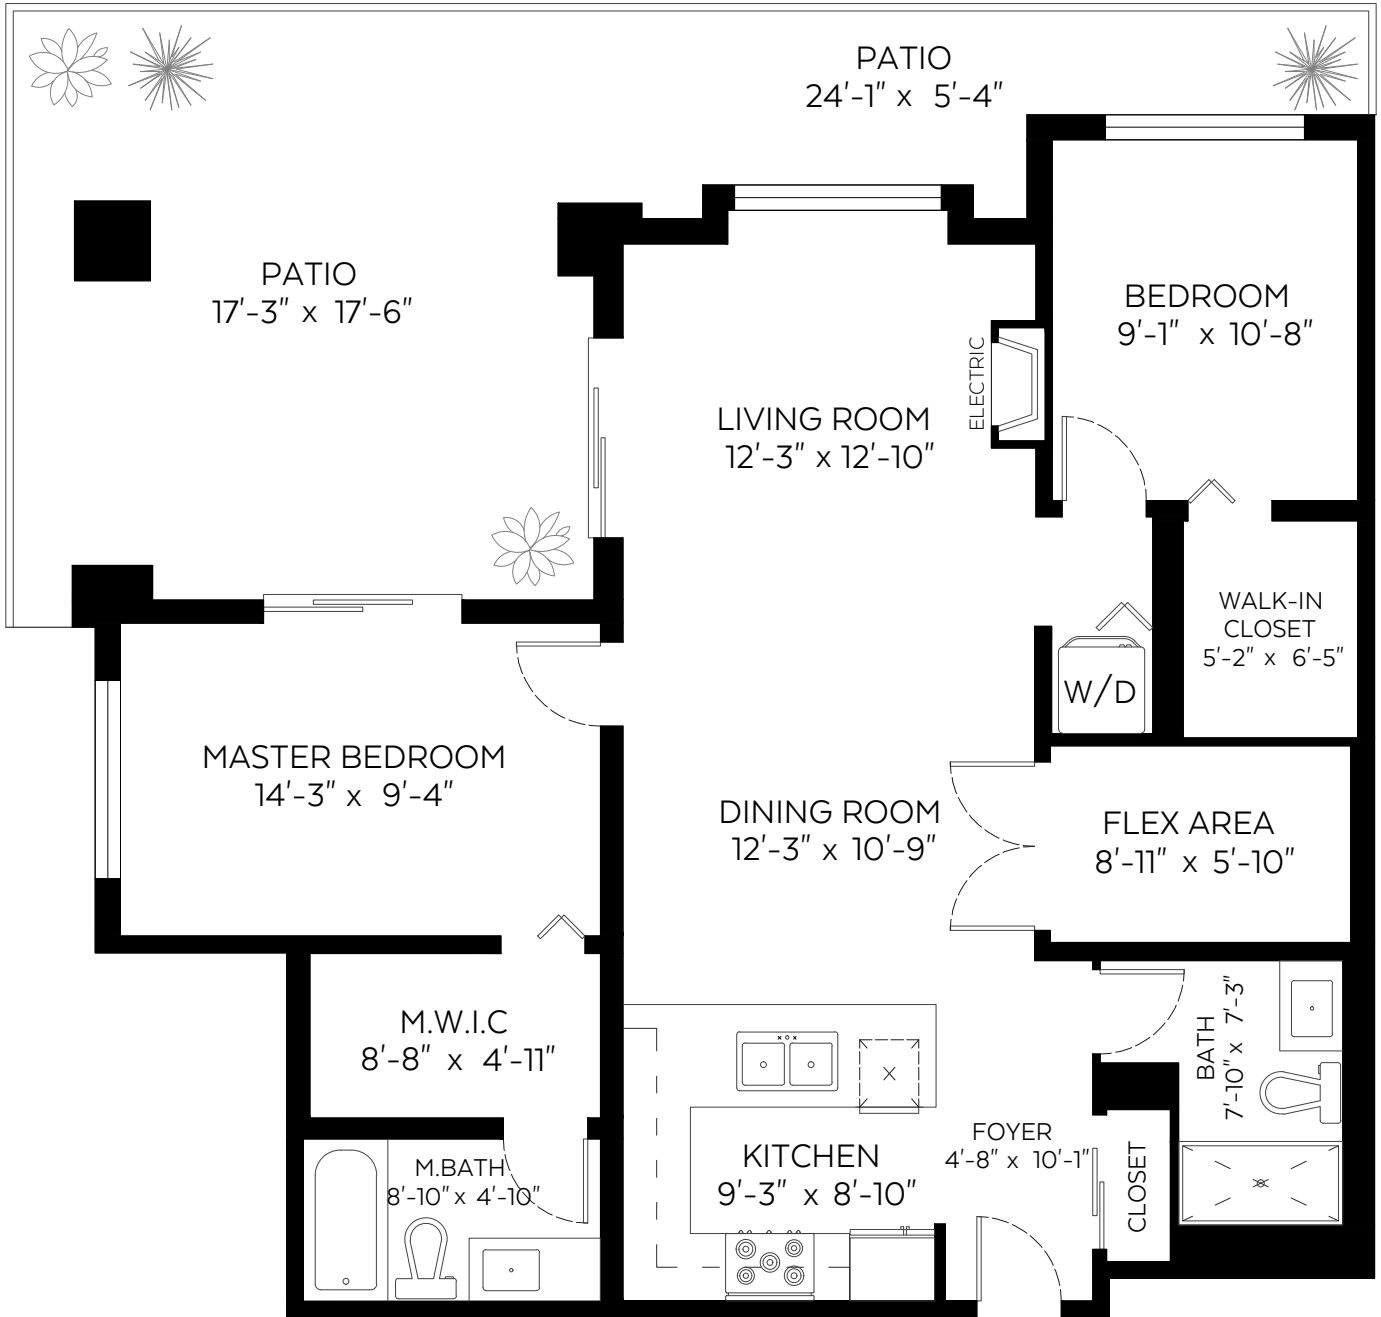 PATIO
24'-1" x 5'-4"
PATIO
17'-3" x 17'-6"
BEDROOM
9'-1" x 10'-8"
ELECTRIC
LIVING ROOM
12'-3" x 12'-10"
WALK-IN
CLOSET
5'-2" x 6'-5"
W/D
MASTER BEDROOM
14'-3" x 9'-4"
DINING ROOM
12'-3" x 10'-9"
FLEX AREA
8'-11" x 5'-10"
M.W.I.C
8'-8" x 4'-11"
BATH
7'-10" x 7'-3"
FOYER
4'-8" x 10'-1"
KITCHEN
9'-3" x 8'-10"
CLOSET
M.BATH
8'-10" x 4'-10"